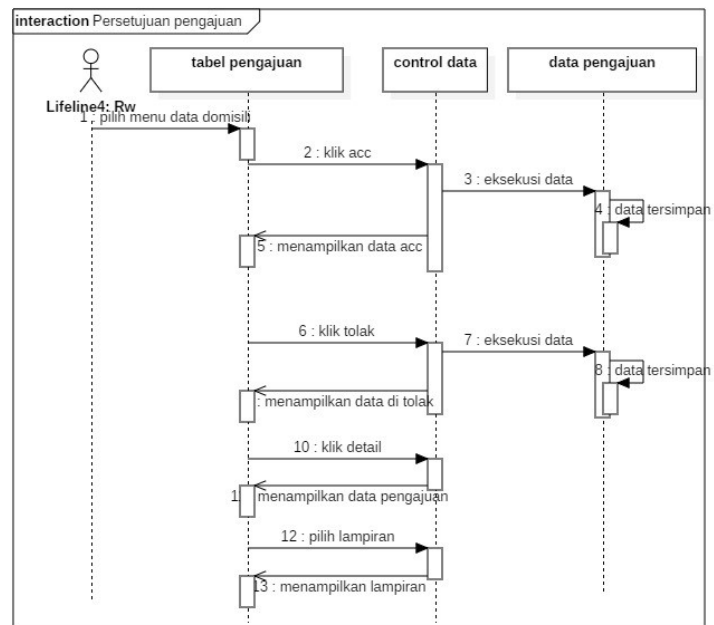 interaction Persetujuan pengajuan
tabel pengajuan
control data
data pengajuan
Lifeline4: Rw
1 : pilih menu data domisili
2 : klik acc
3 : eksekusi data
4 : data tersimpan
5 : menampilkan data acc
6 : klik tolak
7 : eksekusi data
8 : data tersimpan
: menampilkan data di tolak
10 : klik detail
menampilkan data pengajuan
12 : pilih lampiran
13 : menampilkan lampiran